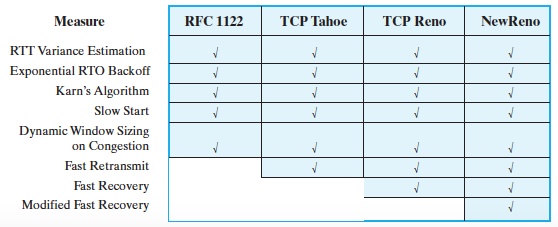 Measure RFC 1122 TCP Tahoe TCP Reno NewReno
RTT Variance Estimation √ √ √ √
Exponential RTO Backoff √ √ √ √
Karn's Algorithm √ √ √ √
Slow Start √ √ √ √
Dynamic Window Sizing
on Congestion √ √ √ √
Fast Retransmit √ √ √
Fast Recovery √ √
Modified Fast Recovery √